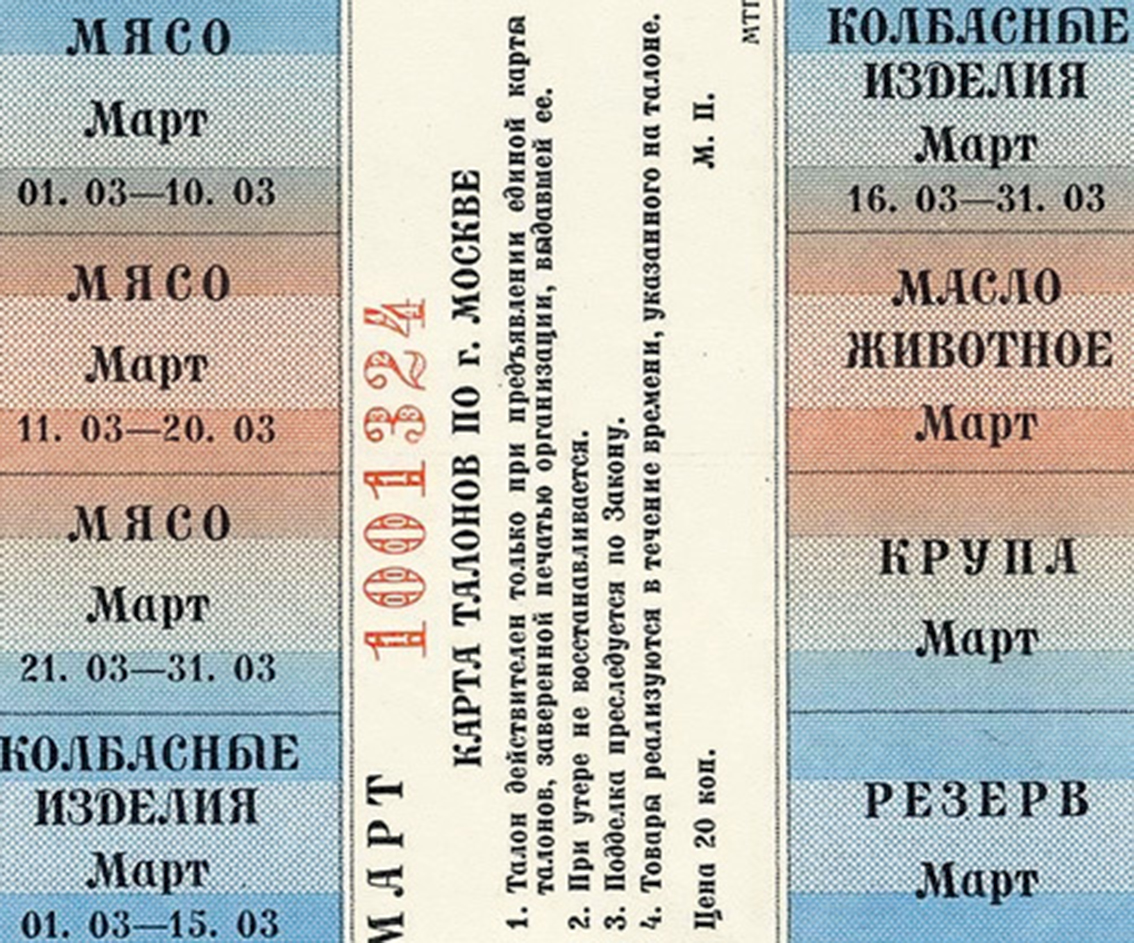 МЯСО
Март
01. 03—10. 03
МЯСО
Март
11. 03—20. 03
МЯСО
Март
21. 03—31. 03
КОЛБАСНЫЕ
ИЗДЕЛИЯ
Март
01. 03—15. 03
МАРТ 1001324
КАРТА ТАЛОНОВ ПО г. МОСКВЕ
1. Талон действителен только при предъявлении единой карты
талонов, заверенной печатью организации, выдавшей ее.
2. При утере не восстанавливается.
3. Подделка преследуется по Закону.
4. Товары реализуются в течение времени, указанного на талоне.
Цена 20 коп. М. П.
КОЛБАСНЫЕ
ИЗДЕЛИЯ
Март
16. 03—31. 03
МАСЛО
ЖИВОТНОЕ
Март
КРУПА
Март
РЕЗЕРВ
Март